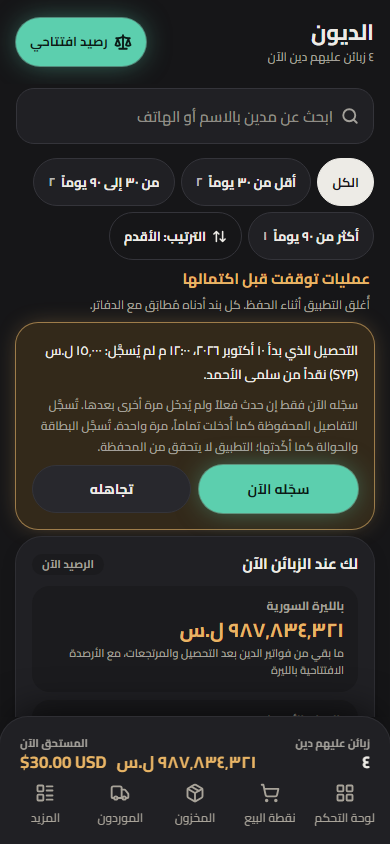 الديون
٤ زبائن عليهم دين الآن
رصيد افتتاحي
ابحث عن مدين بالاسم أو الهاتف
الكل
أقل من ٣٠ يوماً ٢
من ٣٠ إلى ٩٠ يوماً ٢
أكثر من ٩٠ يوماً ١
الترتيب: الأقدم
عمليات توقفت قبل اكتمالها
أُغلق التطبيق أثناء الحفظ. كل بند أدناه مُطابَق مع الدفاتر.
التحصيل الذي بدأ ١٠ أكتوبر ٢٠٢٦، ١٢:٠٠ م لم يُسجَّل: ١٥٬٠٠٠ ل.س
(SYP) نقداً من سلمى الأحمد.
سجّله الآن فقط إن حدث فعلاً ولم يُدخَل مرة أخرى بعدها. تُسجَّل
التفاصيل المحفوظة كما أُدخلت تماماً، مرة واحدة. تُسجَّل البطاقة
والحوالة كما أكّدتها؛ التطبيق لا يتحقق من المحفظة.
سجّله الآن
تجاهله
لك عند الزبائن الآن
الرصيد الآن
بالليرة السورية
٩٨٧٬٨٣٤٬٣٢١ ل.س
ما بقي من فواتير الدين بعد التحصيل والمرتجعات، مع الأرصدة
الافتتاحية بالليرة
زبائن عليهم دين
٤
المستحق الآن
٩٨٧٬٨٣٤٬٣٢١ ل.س $30.00 USD
لوحة التحكم
نقطة البيع
المخزون
الموردون
المزيد